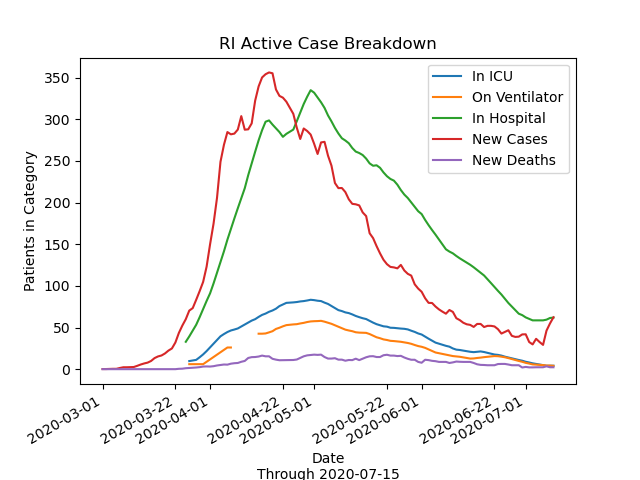 RI Active Case Breakdown
In ICU
On Ventilator
In Hospital
New Cases
New Deaths
Patients in Category
350
300
250
200
150
100
50
0
2020-03-01
2020-03-22
2020-04-01
2020-04-22
2020-05-01
2020-05-22
2020-06-01
2020-06-22
2020-07-01
Date
Through 2020-07-15